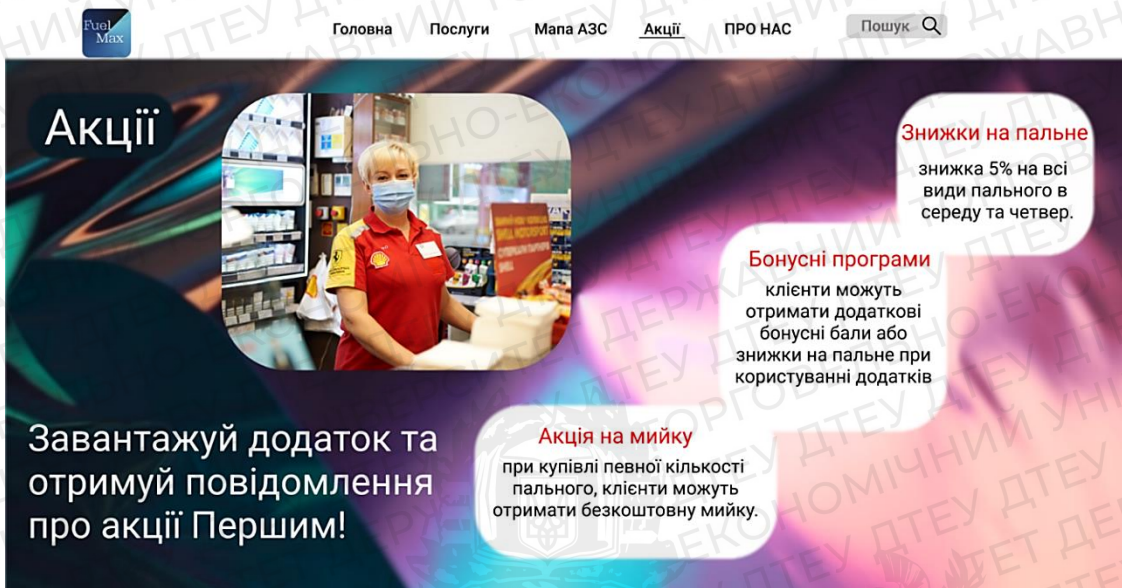 Fuel
Max
Головна
Послуги
Мапа АЗС
Акції
ПРО НАС
Пошук
Акції
Знижки на пальне
знижка 5% на всі
види пального в
середу та четвер.
Бонусні програми
клієнти можуть
отримати додаткові
бонусні бали або
знижки на пальне при
користуванні додатків
Завантажуй додаток та
отримуй повідомлення
про акції Першим!
Акція на мийку
при купівлі певної кількості
пального, клієнти можуть
отримати безкоштовну мийку.